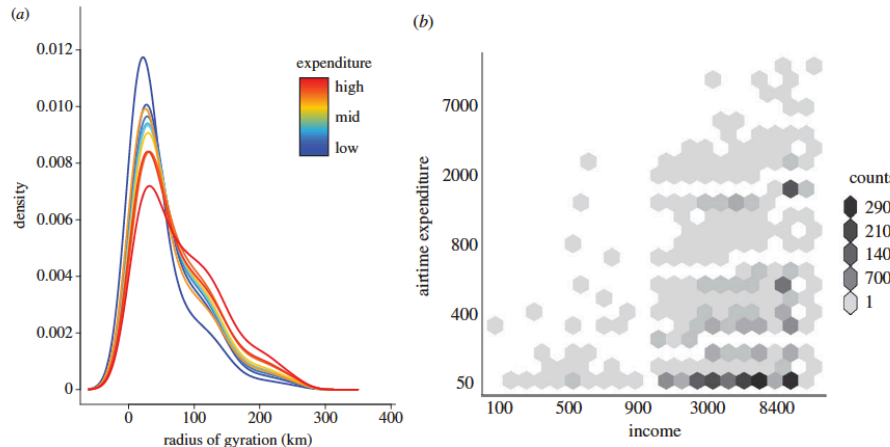 (a)
0.012
0.010
0.008
0.006
0.004
0.002
0
density
0
100
200
300
400
radius of gyration (km)
expenditure
high
mid
low
(b)
7000
2000
800
400
50
airtime expenditure
100
500
900
3000
8400
income
counts
290
210
140
700
1